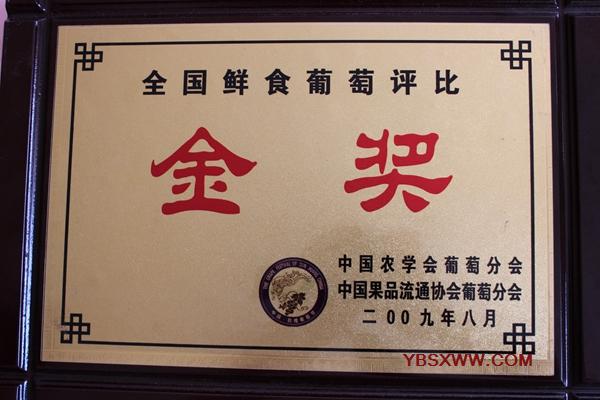 全国鲜食葡萄评比
金奖
中国农学会葡萄分会
中国果品流通协会葡萄分会
二00九年八月
YBSXWW.COM